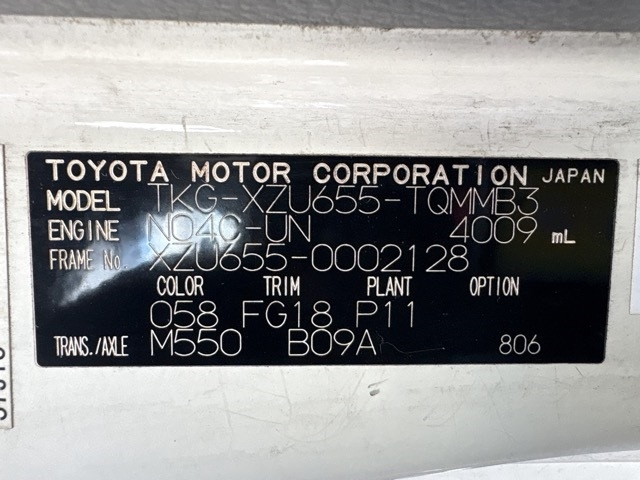 TOYOTA MOTOR CORPORATION JAPAN
MODEL TKG-XZU655-TQMMB3
ENGINE N04C-UN 4009 mL
FRAME No. XZU655-0002128
COLOR TRIM PLANT OPTION
058 FG18 P11
TRANS./AXLE M550 B09A 806